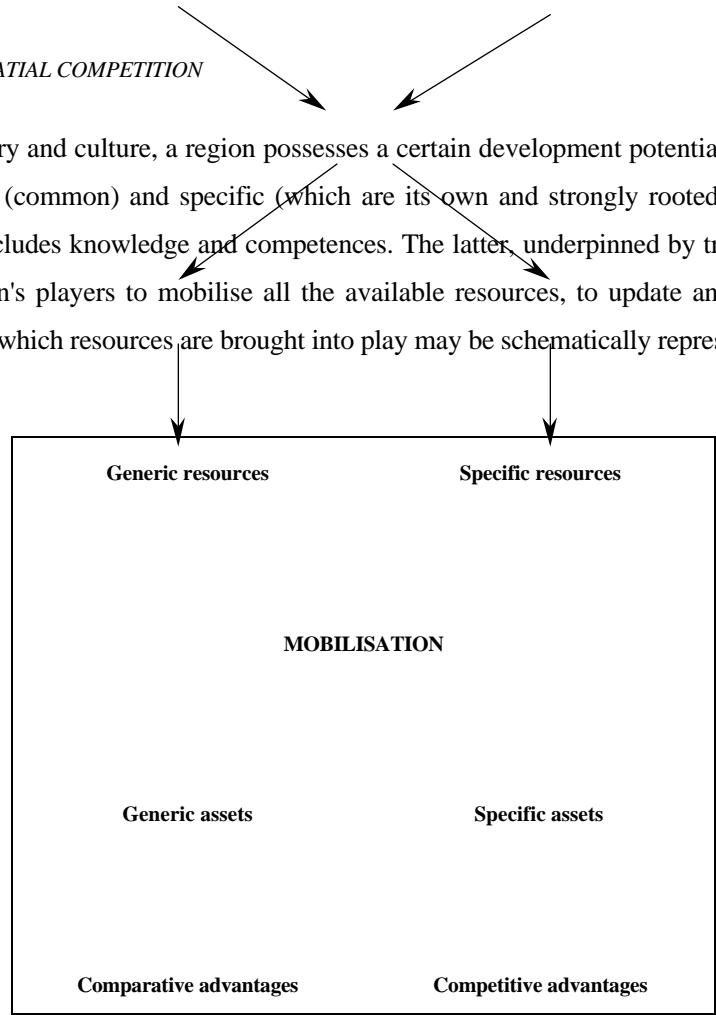 ATIAL COMPETITION
ry and culture, a region possesses a certain development potential
(common) and specific (which are its own and strongly rooted
cludes knowledge and competences. The latter, underpinned by tr
n's players to mobilise all the available resources, to update an
which resources are brought into play may be schematically repres
Generic resources Specific resources
MOBILISATION
Generic assets Specific assets
Comparative advantages Competitive advantages